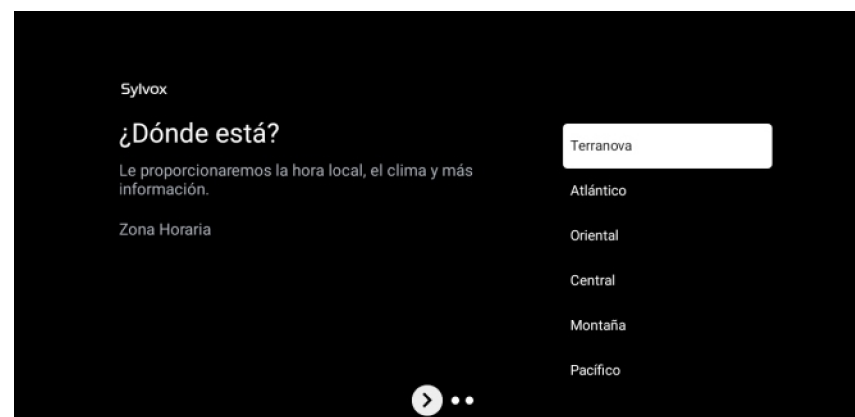 Sylvox
¿Dónde está?
Le proporcionaremos la hora local, el clima y más
información.
Zona Horaria
Terranova
Atlántico
Oriental
Central
Montaña
Pacífico